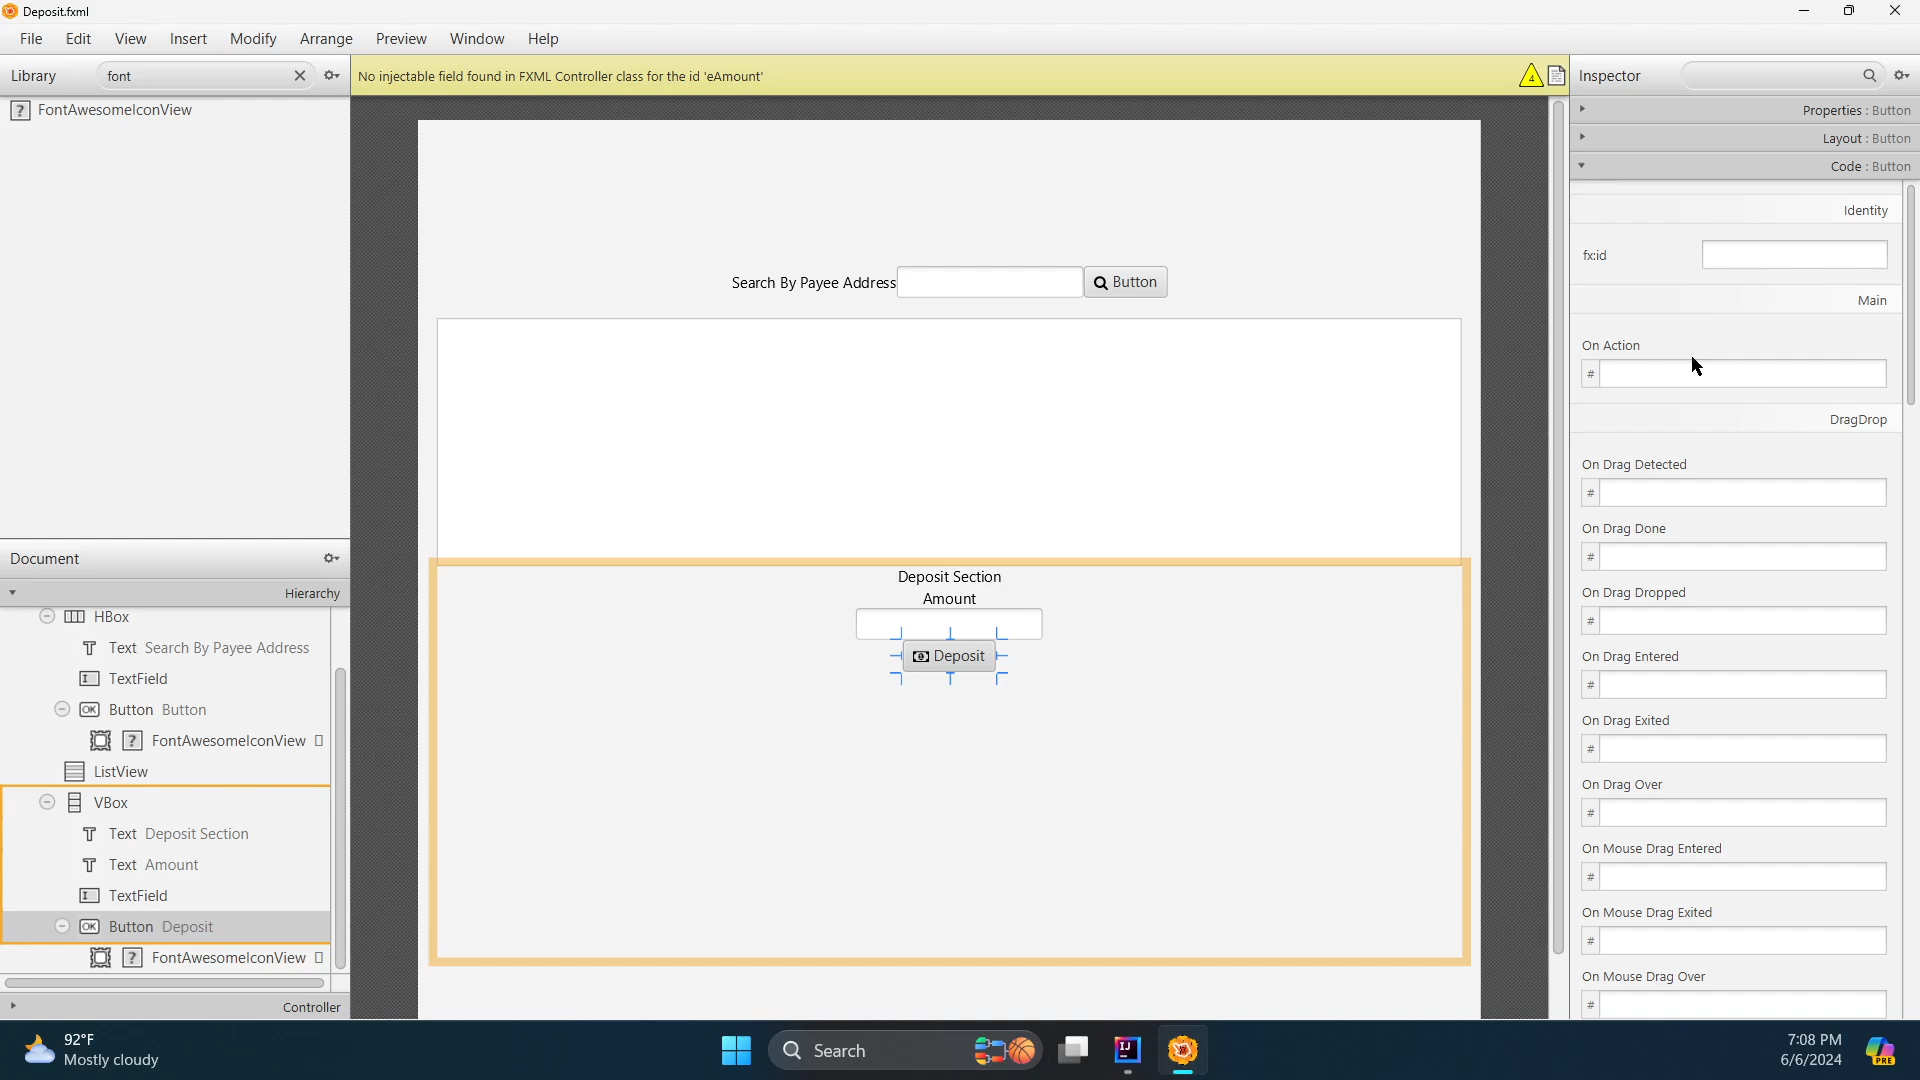 Deposit.fxml
File Edit View Insert Modify Arrange Preview Window Help
Library font
FontAwesomeIconView
No injectable field found in FXML Controller class for the id 'eAmount'
4
Search By Payee Address
Button
Deposit Section
Amount
Deposit
Document
Hierarchy
HBox
Text Search By Payee Address
TextField
Button Button
FontAwesomeIconView
ListView
VBox
Text Deposit Section
Text Amount
TextField
Button Deposit
FontAwesomeIconView
Controller
Inspector
Properties : Button
Layout : Button
Code : Button
Identity
fx:id
Main
On Action
#
DragDrop
On Drag Detected
#
On Drag Done
#
On Drag Dropped
#
On Drag Entered
#
On Drag Exited
#
On Drag Over
#
On Mouse Drag Entered
#
On Mouse Drag Exited
#
On Mouse Drag Over
#
92°F
Mostly cloudy
Search
IJ
7:08 PM
6/6/2024
PRE